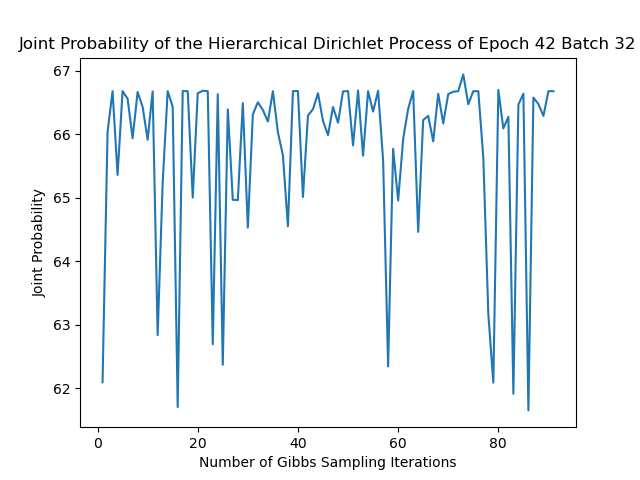 Joint Probability of the Hierarchical Dirichlet Process of Epoch 42 Batch 32
67
66
65
64
63
62
Joint Probability
0 20 40 60 80
Number of Gibbs Sampling Iterations